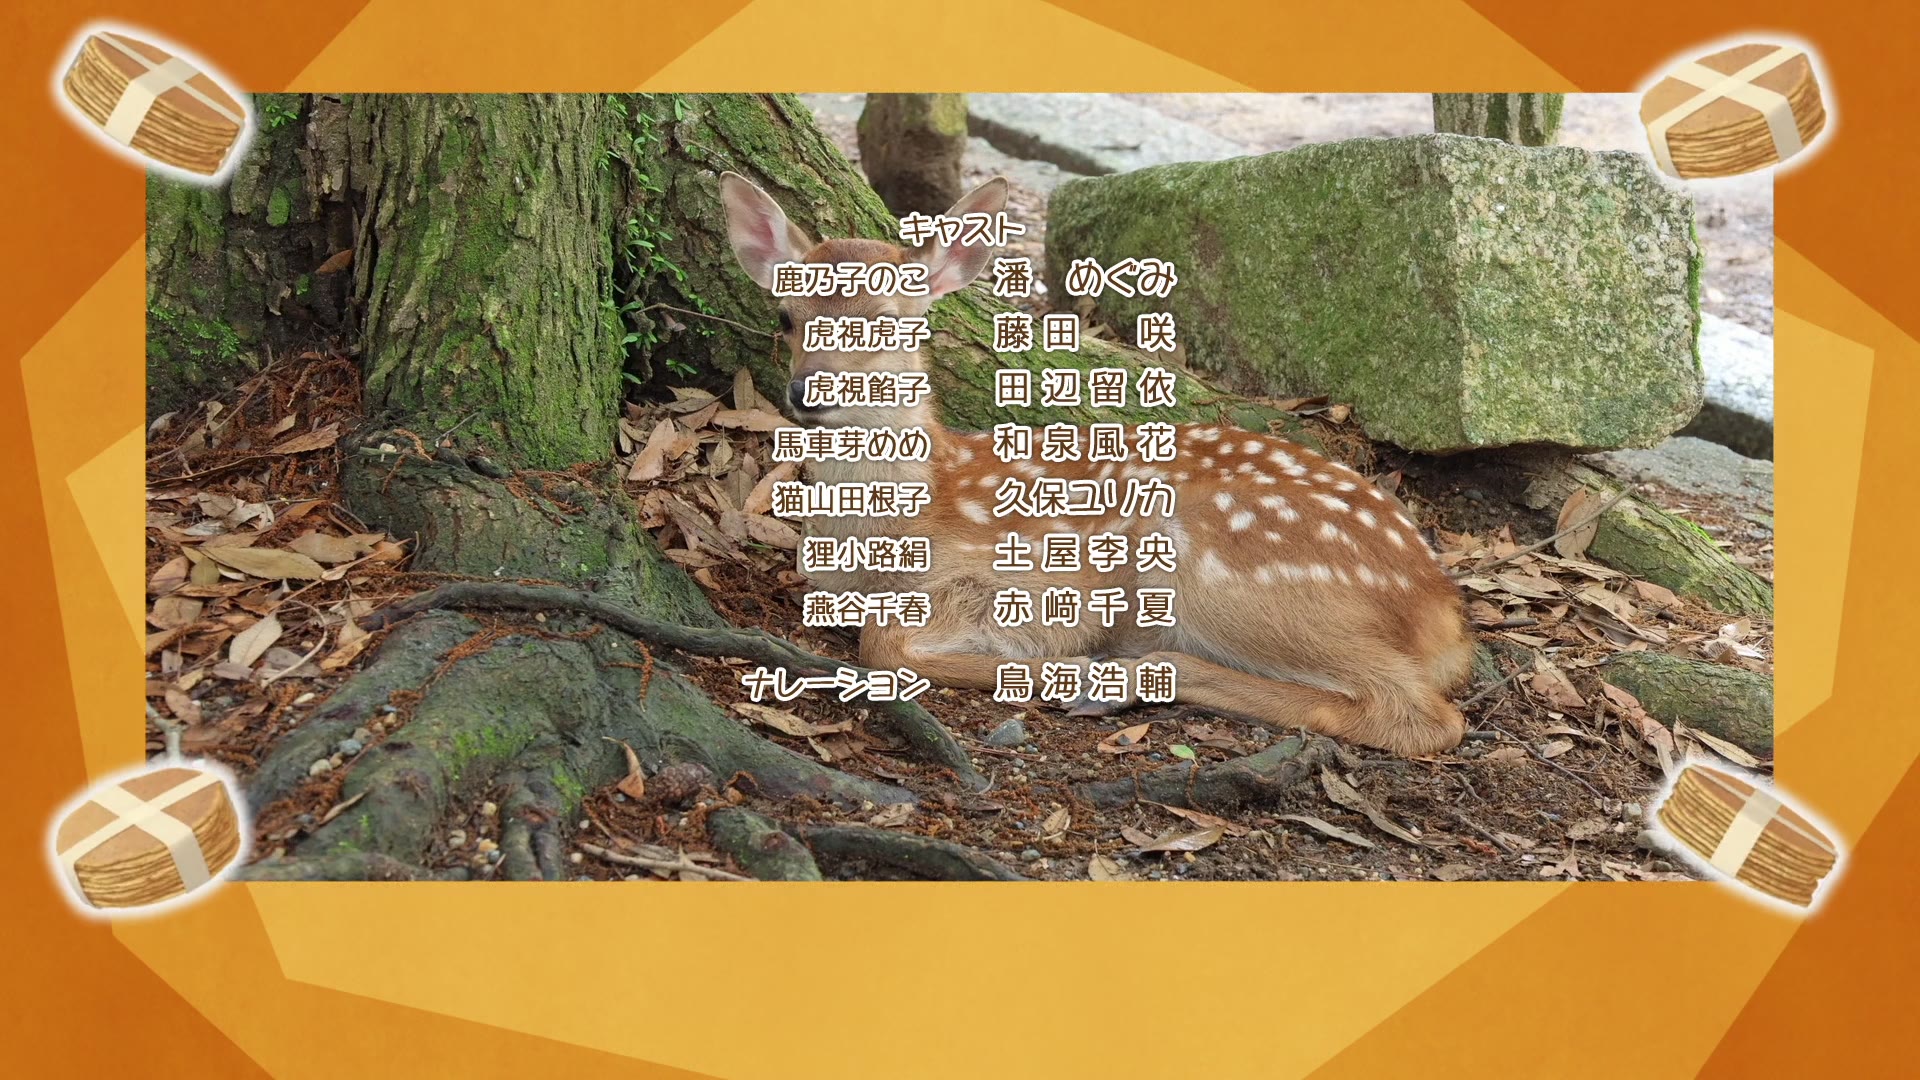 キャスト
鹿乃子のこ 潘 めぐみ
虎視虎子 藤田 咲
虎視餡子 田辺留依
馬車芽めめ 和泉風花
猫山田根子 久保ユリカ
狸小路絹 土屋李央
燕谷千春 赤﨑千夏
ナレーション 鳥海浩輔